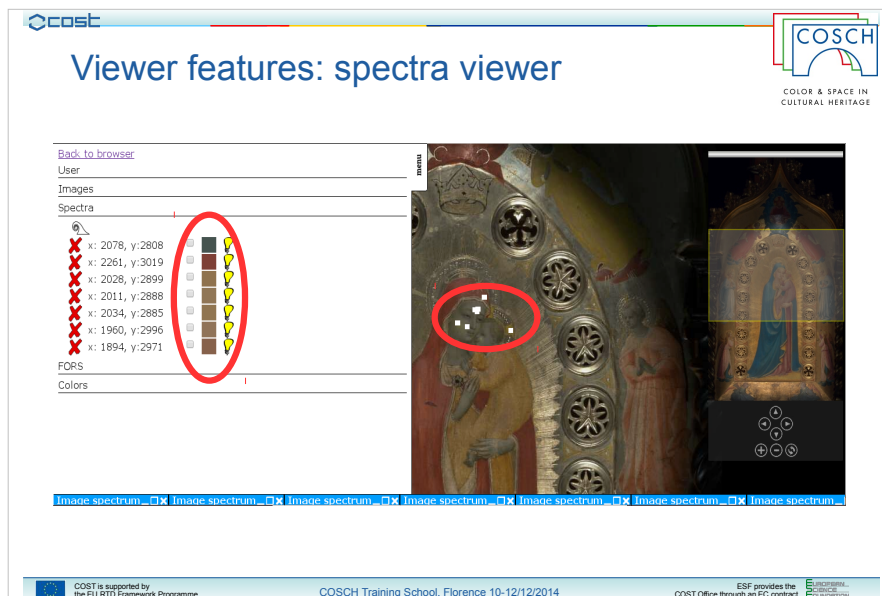 cost
COSCH
COLOR & SPACE IN
CULTURAL HERITAGE
Viewer features: spectra viewer
Back to browser
User
Images
Spectra
x: 2078, y:2808
x: 2261, y:3019
x: 2028, y:2899
x: 2011, y:2888
x: 2034, y:2885
x: 1960, y:2996
x: 1894, y:2971
FORS
Colors
menu
Image spectrum Image spectrum Image spectrum Image spectrum Image spectrum Image spectrum Image spectrum
COST is supported by
the EU RTD Framework Programme
COSCH Training School, Florence 10-12/12/2014
ESF provides the
COST Office through an EC contract
EUROPEAN
SCIENCE
FOUNDATION